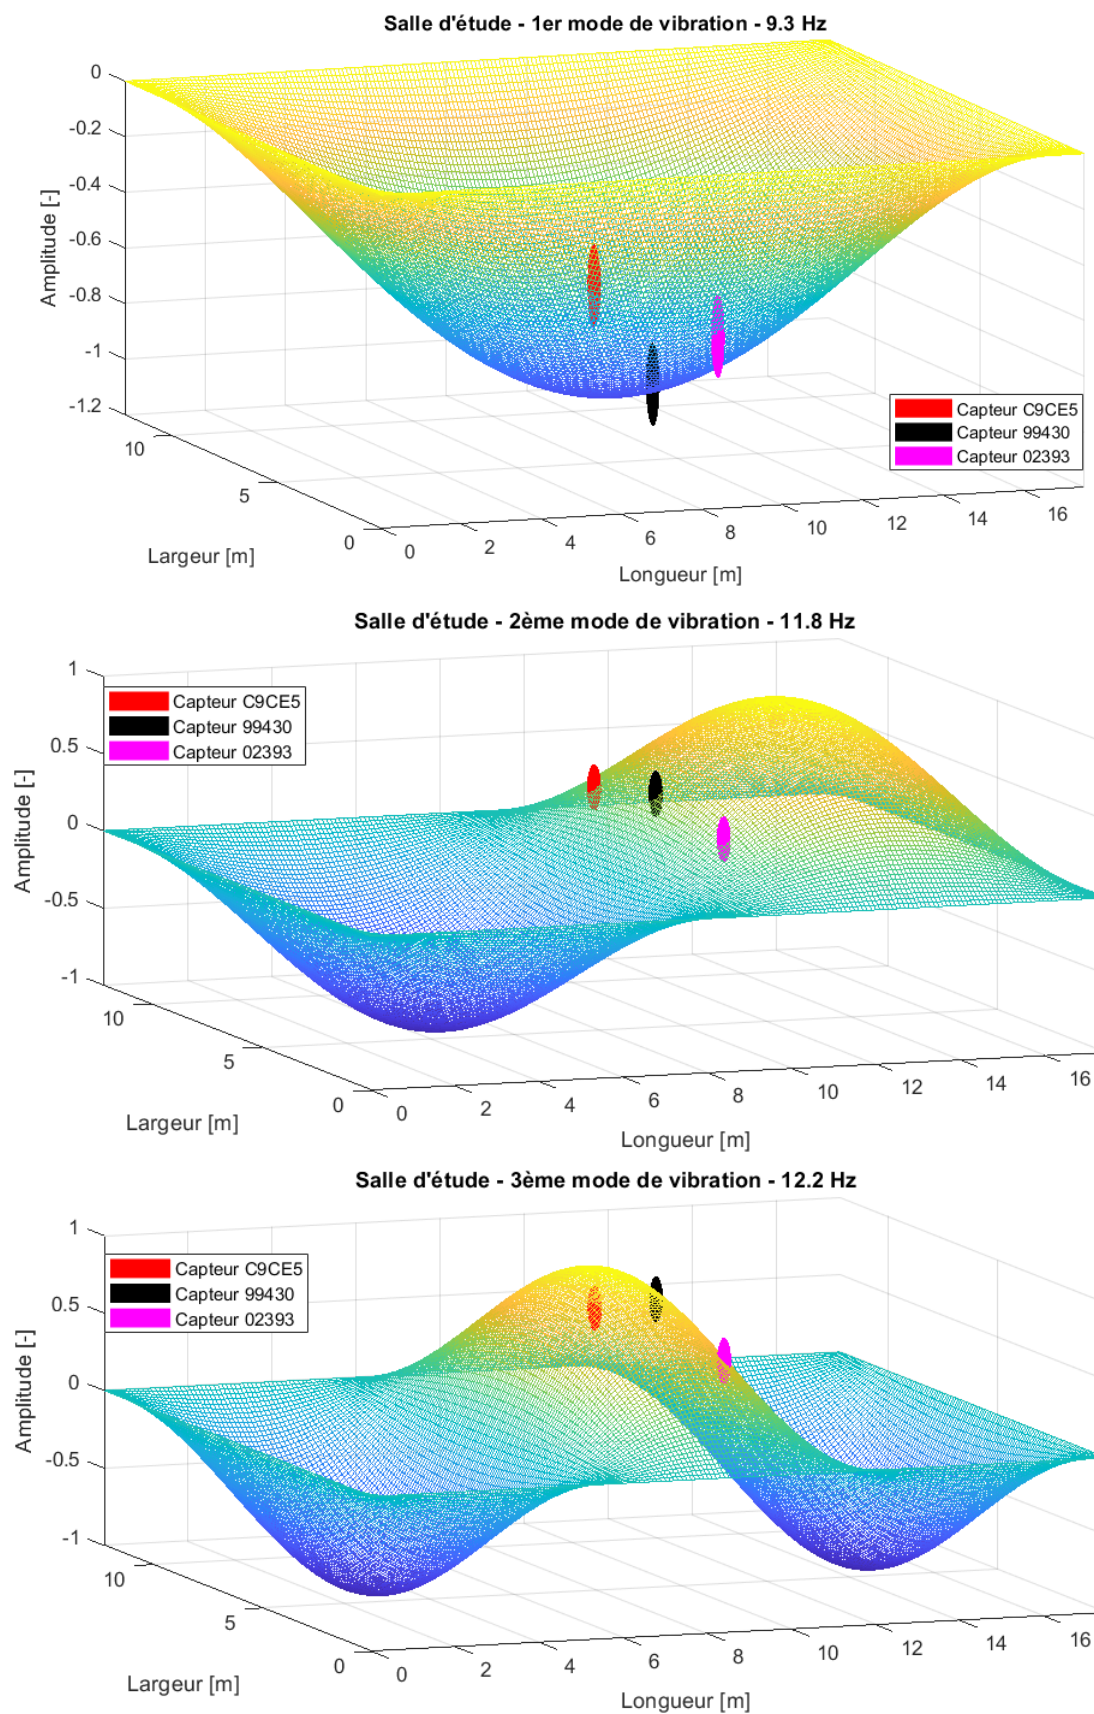 Salle d'étude - 1er mode de vibration - 9.3 Hz
0
-0.2
-0.4
-0.6
-0.8
-1
-1.2
Amplitude [-]
10
5
0
Largeur [m]
0
2
4
6
8
10
12
14
16
Longueur [m]
Capteur C9CE5
Capteur 99430
Capteur 02393
Salle d'étude - 2ème mode de vibration - 11.8 Hz
1
0.5
0
-0.5
-1
Amplitude [-]
Capteur C9CE5
Capteur 99430
Capteur 02393
10
5
0
Largeur [m]
0
2
4
6
8
10
12
14
16
Longueur [m]
Salle d'étude - 3ème mode de vibration - 12.2 Hz
1
0.5
0
-0.5
-1
Amplitude [-]
Capteur C9CE5
Capteur 99430
Capteur 02393
10
5
0
Largeur [m]
0
2
4
6
8
10
12
14
16
Longueur [m]